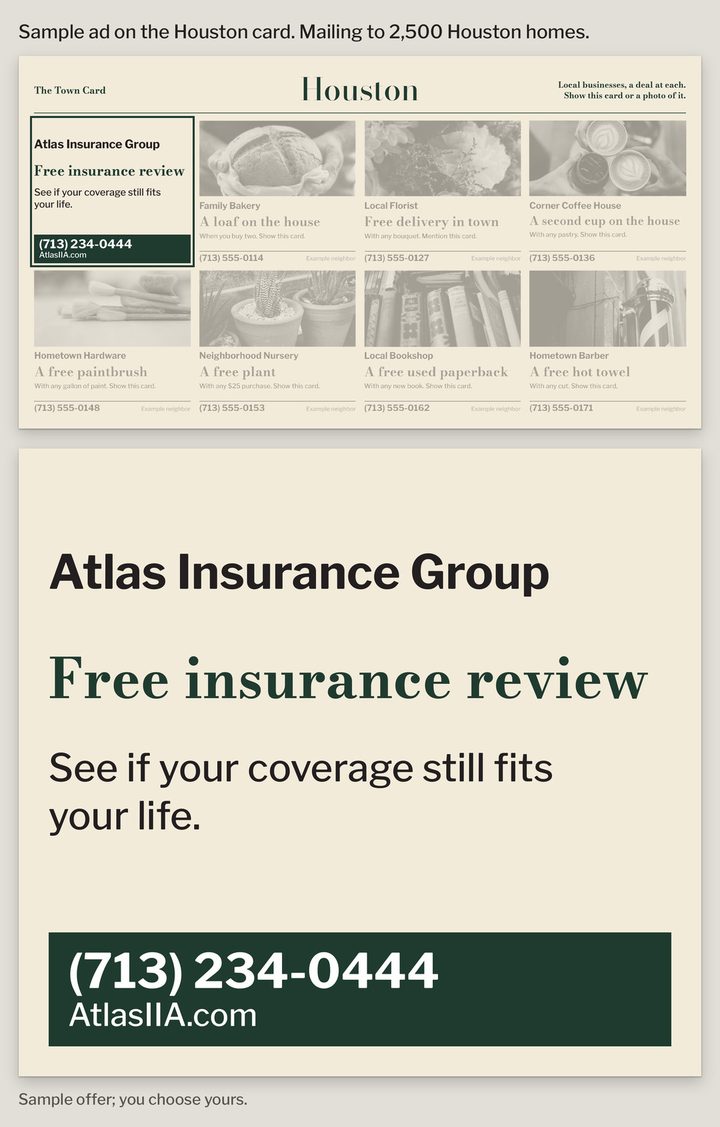 Sample ad on the Houston card. Mailing to 2,500 Houston homes.
The Town Card
Houston
Local businesses, a deal at each.
Show this card or a photo of it.
Atlas Insurance Group
Free insurance review
See if your coverage still fits
your life.
(713) 234-0444
AtlasIIA.com
Family Bakery
A loaf on the house
When you buy two. Show this card.
(713) 555-0114
Example neighbor
Local Florist
Free delivery in town
With any bouquet. Mention this card.
(713) 555-0127
Example neighbor
Corner Coffee House
A second cup on the house
With any pastry. Show this card.
(713) 555-0136
Example neighbor
Hometown Hardware
A free paintbrush
With any gallon of paint. Show this card.
(713) 555-0148
Example neighbor
Neighborhood Nursery
A free plant
With any $25 purchase. Show this card.
(713) 555-0153
Example neighbor
Local Bookshop
A free used paperback
With any new book. Show this card.
(713) 555-0162
Example neighbor
Hometown Barber
A free hot towel
With any cut. Show this card.
(713) 555-0171
Example neighbor
Atlas Insurance Group
Free insurance review
See if your coverage still fits
your life.
(713) 234-0444
AtlasIIA.com
Sample offer; you choose yours.